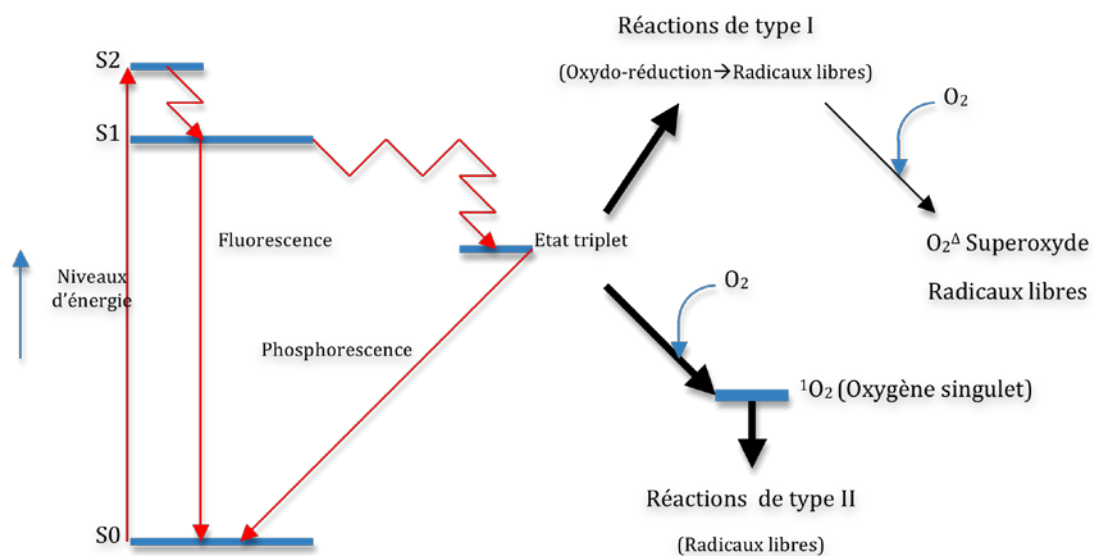 Réactions de type I
(Oxydo-réduction→Radicaux libres)
S2
O₂
S1
Fluorescence
Etat triplet
O₂ᐃ Superoxyde
Radicaux libres
Niveaux
d'énergie
O₂
Phosphorescence
¹O₂ (Oxygène singulet)
Réactions de type II
(Radicaux libres)
S0